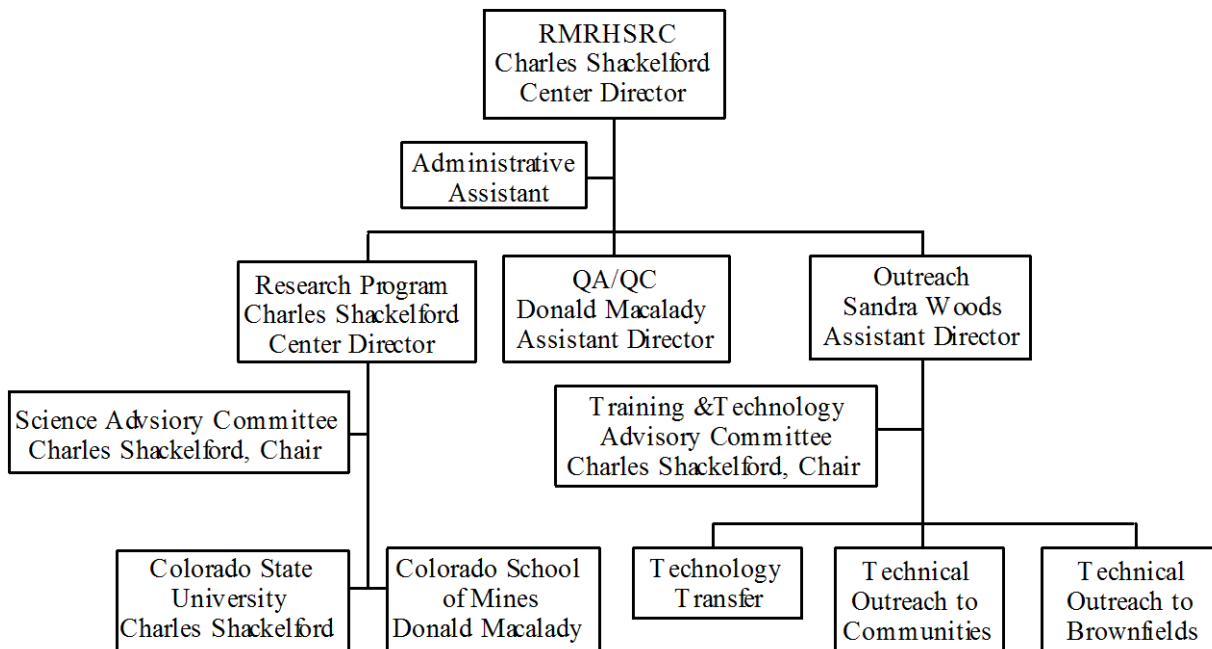 RMRHSRC
Charles Shackelford
Center Director
Administrative
Assistant
Research Program
Charles Shackelford
Center Director
QA/QC
Donald Macalady
Assistant Director
Outreach
Sandra Woods
Assistant Director
Science Advsiory Committee
Charles Shackelford, Chair
Training &Technology
Advisory Committee
Charles Shackelford, Chair
Colorado State
University
Charles Shackelford
Colorado School
of Mines
Donald Macalady
Technology
Transfer
Technical
Outreach to
Communities
Technical
Outreach to
Brownfields